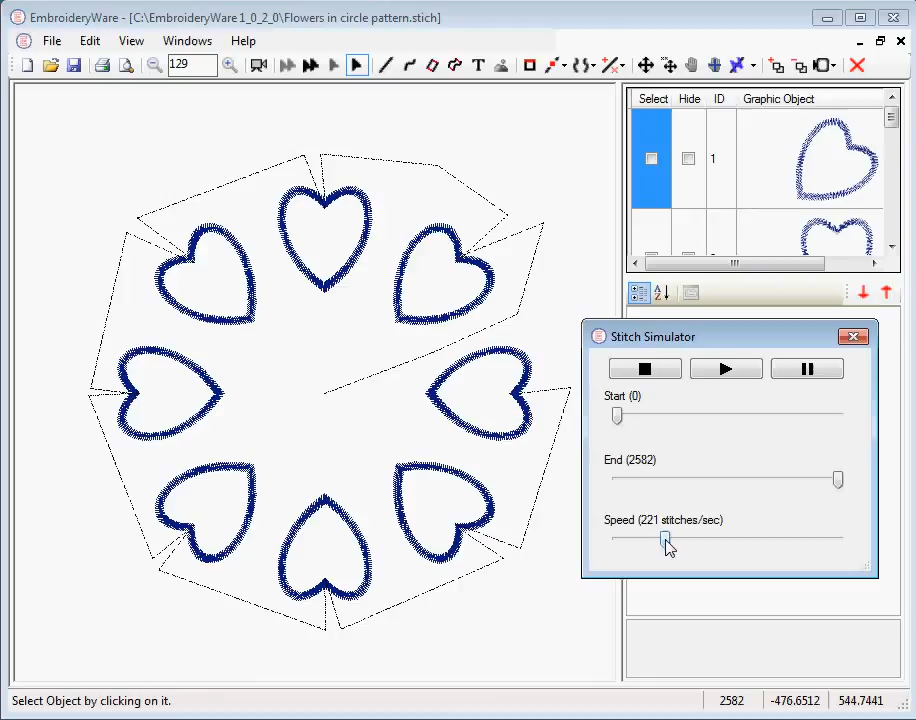 EmbroideryWare - [C:\EmbroideryWare 1_0_2_0\Flowers in circle pattern.stich]
File Edit View Windows Help
129
Select Hide ID Graphic Object
1
Stitch Simulator
Start (0)
End (2582)
Speed (221 stitches/sec)
Select Object by clicking on it. 2582 -476.6512 544.7441